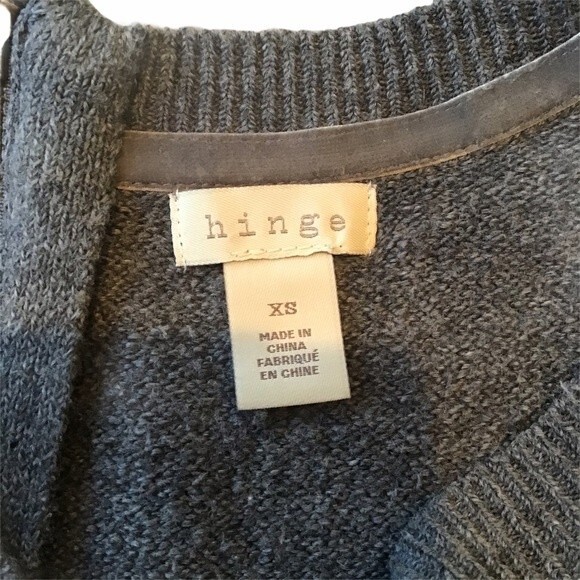 hinge
XS
MADE IN
CHINA
FABRIQUÉ
EN CHINE